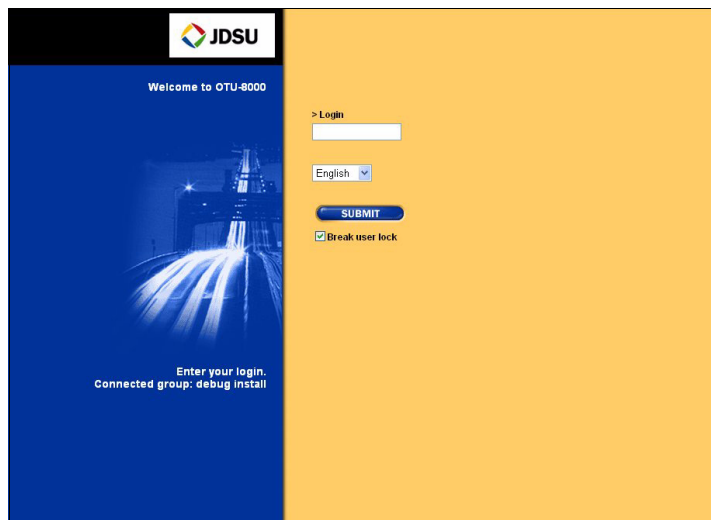 JDSU
Welcome to OTU-8000
> Login
English
SUBMIT
Break user lock
Enter your login.
Connected group: debug install